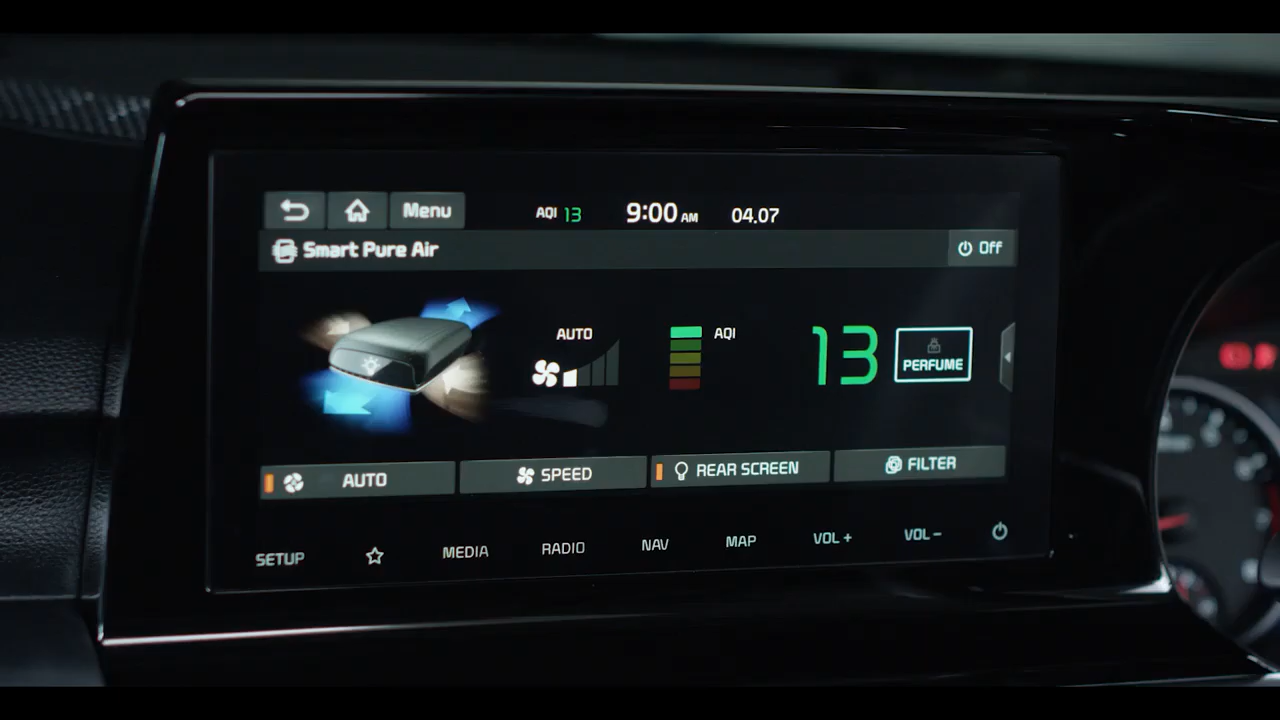 Menu
AQI 13
9:00 AM
04.07
Smart Pure Air
Off
AUTO
AQI
13
PERFUME
AUTO
SPEED
REAR SCREEN
FILTER
SETUP
MEDIA
RADIO
NAV
MAP
VOL +
VOL −